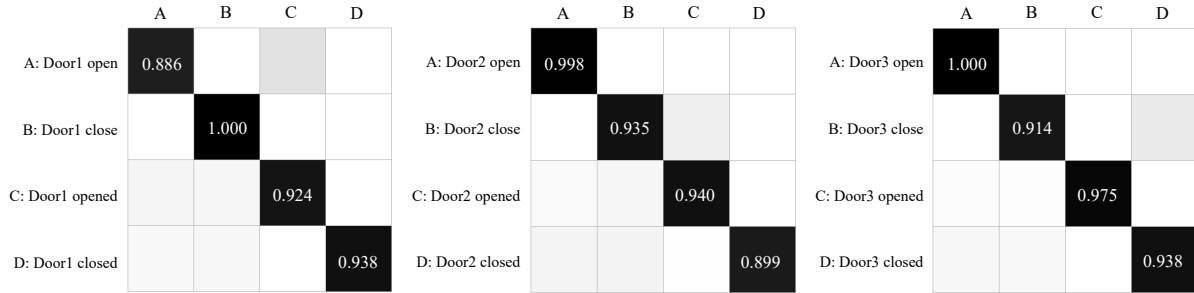 A B C D
A: Door1 open 0.886
B: Door1 close 1.000
C: Door1 opened 0.924
D: Door1 closed 0.938
A B C D
A: Door2 open 0.998
B: Door2 close 0.935
C: Door2 opened 0.940
D: Door2 closed 0.899
A B C D
A: Door3 open 1.000
B: Door3 close 0.914
C: Door3 opened 0.975
D: Door3 closed 0.938